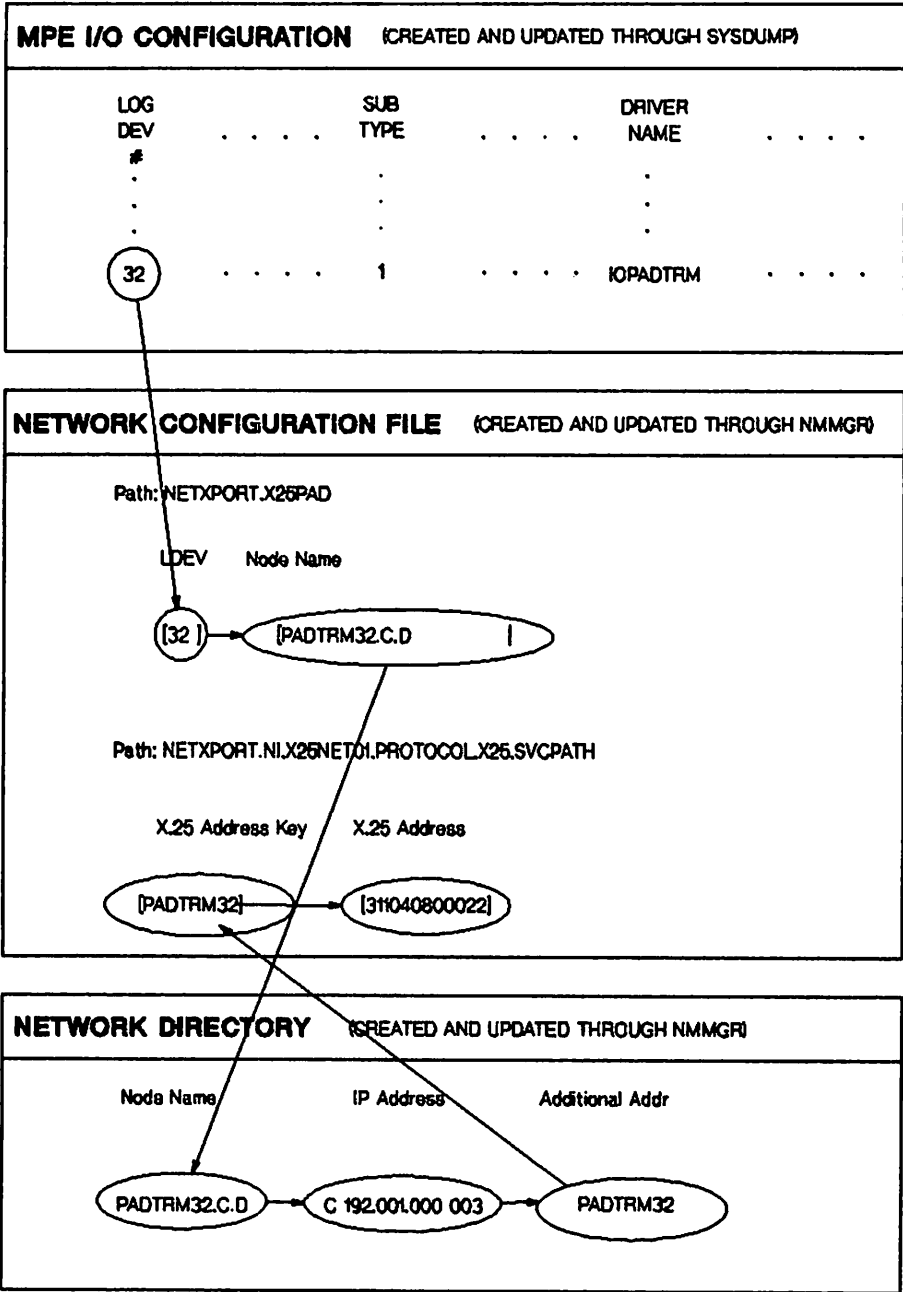 MPE I/O CONFIGURATION (CREATED AND UPDATED THROUGH SYSDUMP)
LOG DEV # . . . . SUB TYPE . . . . DRIVER NAME . . . .
. . .
. . .
. . .
32 . . . . 1 . . . . IOPADTRM . . . .
NETWORK CONFIGURATION FILE (CREATED AND UPDATED THROUGH NMMGR)
Path: NETXPORT.X25PAD
LDEV Node Name
[32 ] [PADTRM32.C.D ]
Path: NETXPORT.NI.X25NET01.PROTOCOL.X25.SVCPATH
X.25 Address Key X.25 Address
[PADTRM32] [311040800022]
NETWORK DIRECTORY (CREATED AND UPDATED THROUGH NMMGR)
Node Name IP Address Additional Addr
PADTRM32.C.D C 192.001.000 003 PADTRM32